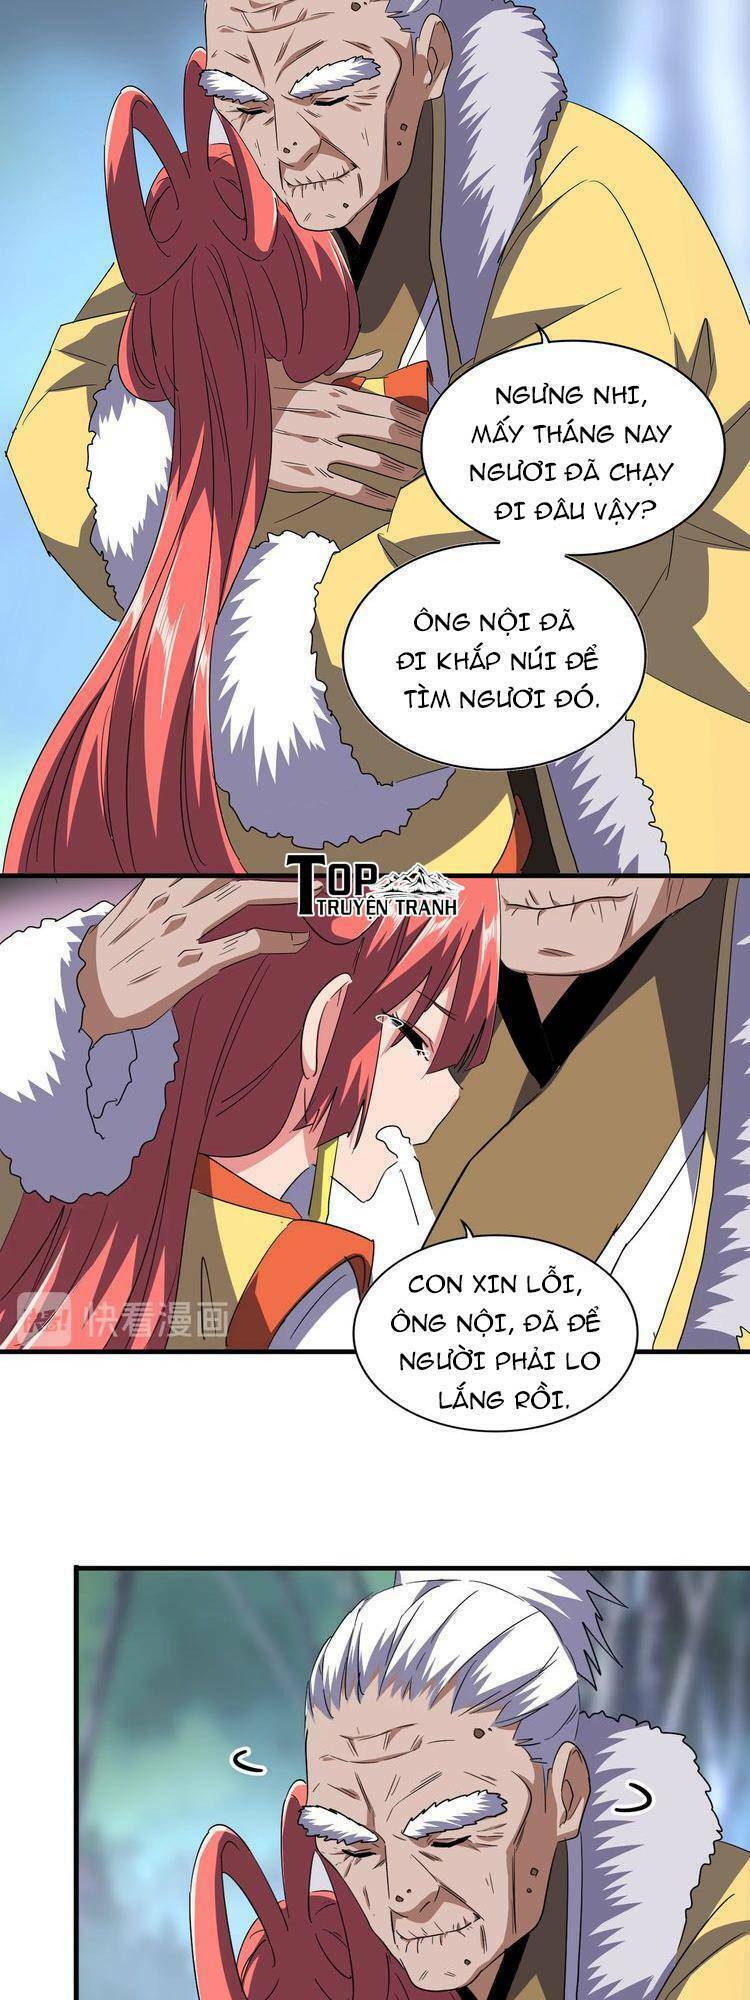 NGƯNG NHI,
MẤY THÁNG NAY
NGƯƠI ĐÃ CHẠY
ĐI ĐÂU VẬY?
ÔNG NỘI ĐÃ
ĐI KHẮP NÚI ĐỂ
TÌM NGƯƠI ĐÓ.
TOP
TRUYỆN TRANH
CON XIN LỖI,
ÔNG NỘI, ĐÃ ĐỂ
NGƯỜI PHẢI LO
LẮNG RỒI.
快看漫画